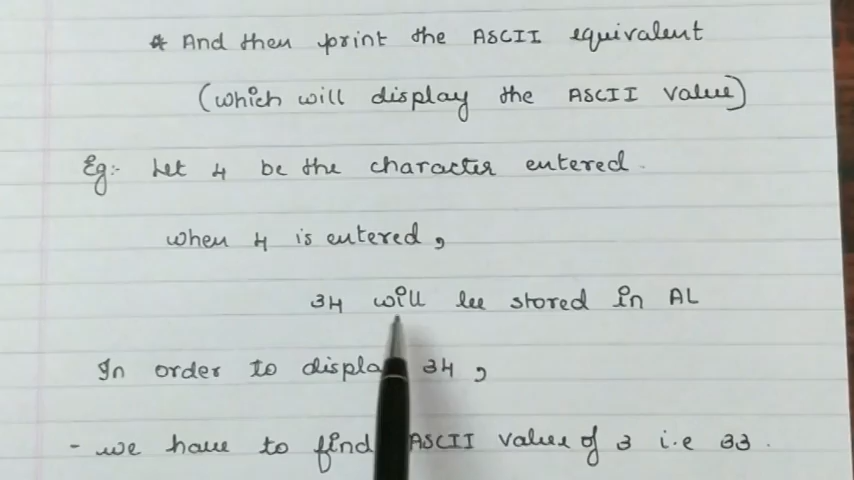 * And then print the ASCII equivalent
(which will display the ASCII value)
Eg:- Let 4 be the character entered.
when 4 is entered,
34 will be stored in AL
In order to display 34,
- we have to find ASCII value of 3 i.e 33.